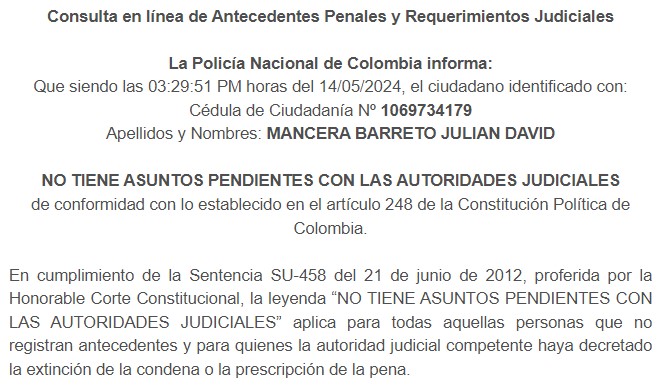 Consulta en línea de Antecedentes Penales y Requerimientos Judiciales
La Policía Nacional de Colombia informa:
Que siendo las 03:29:51 PM horas del 14/05/2024, el ciudadano identificado con:
Cédula de Ciudadanía Nº 1069734179
Apellidos y Nombres: MANCERA BARRETO JULIAN DAVID
NO TIENE ASUNTOS PENDIENTES CON LAS AUTORIDADES JUDICIALES
de conformidad con lo establecido en el artículo 248 de la Constitución Política de
Colombia.
En cumplimiento de la Sentencia SU-458 del 21 de junio de 2012, proferida por la
Honorable Corte Constitucional, la leyenda “NO TIENE ASUNTOS PENDIENTES CON
LAS AUTORIDADES JUDICIALES” aplica para todas aquellas personas que no
registran antecedentes y para quienes la autoridad judicial competente haya decretado
la extinción de la condena o la prescripción de la pena.